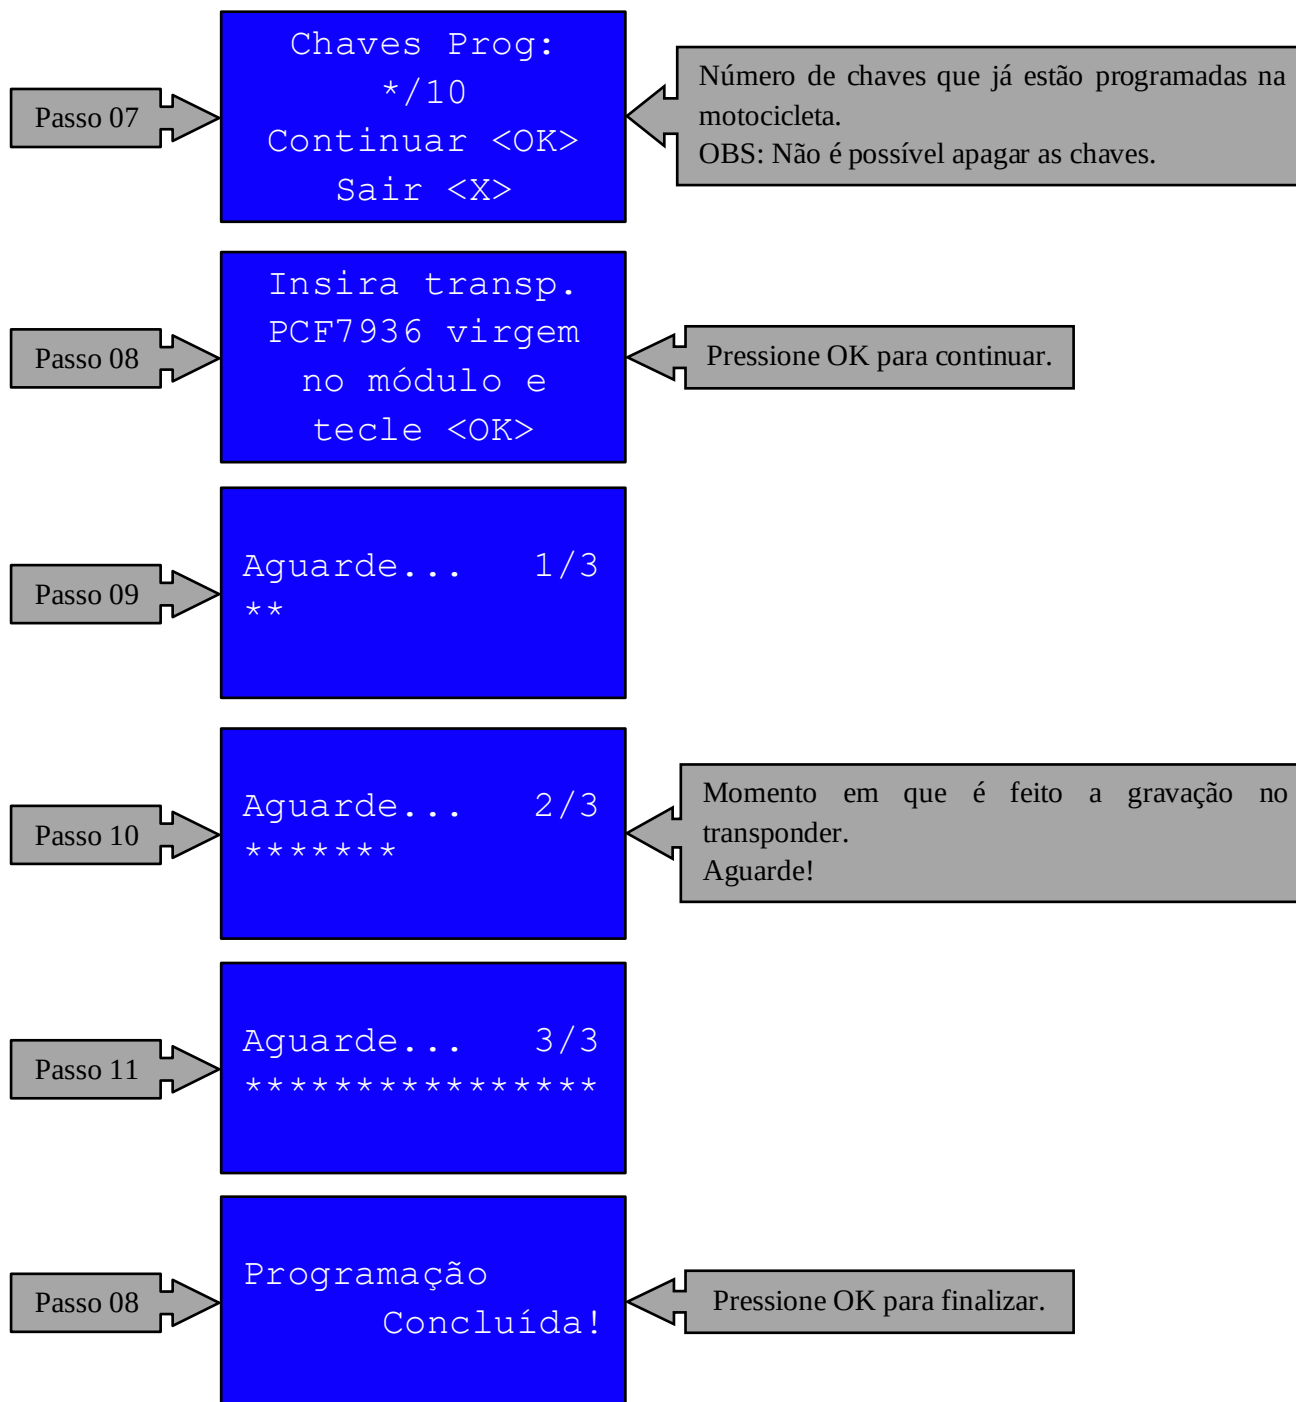 Passo 07
Chaves Prog:
*/10
Continuar <OK>
Sair <X>
Número de chaves que já estão programadas na
motocicleta.
OBS: Não é possível apagar as chaves.
Passo 08
Insira transp.
PCF7936 virgem
no módulo e
tecle <OK>
Pressione OK para continuar.
Passo 09
Aguarde... 1/3
**
Passo 10
Aguarde... 2/3
*******
Momento em que é feito a gravação no
transponder.
Aguarde!
Passo 11
Aguarde... 3/3
****************
Passo 08
Programação
Concluída!
Pressione OK para finalizar.